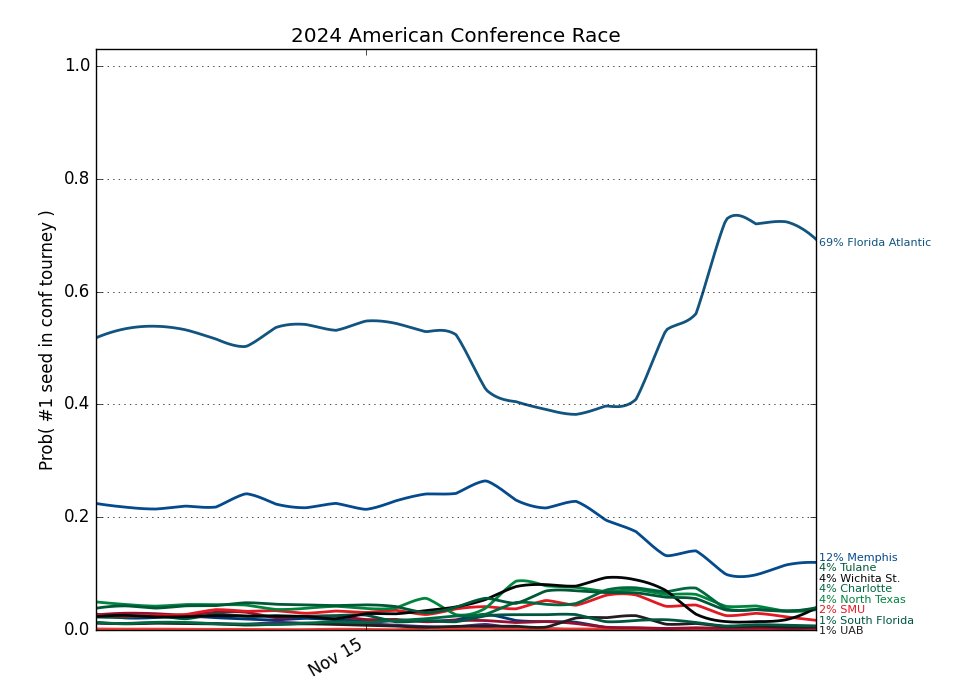 2024 American Conference Race
Prob( #1 seed in conf tourney )
1.0
0.8
0.6
0.4
0.2
0.0
Nov 15
69% Florida Atlantic
12% Memphis
4% Tulane
4% Wichita St.
4% Charlotte
4% North Texas
2% SMU
1% South Florida
1% UAB